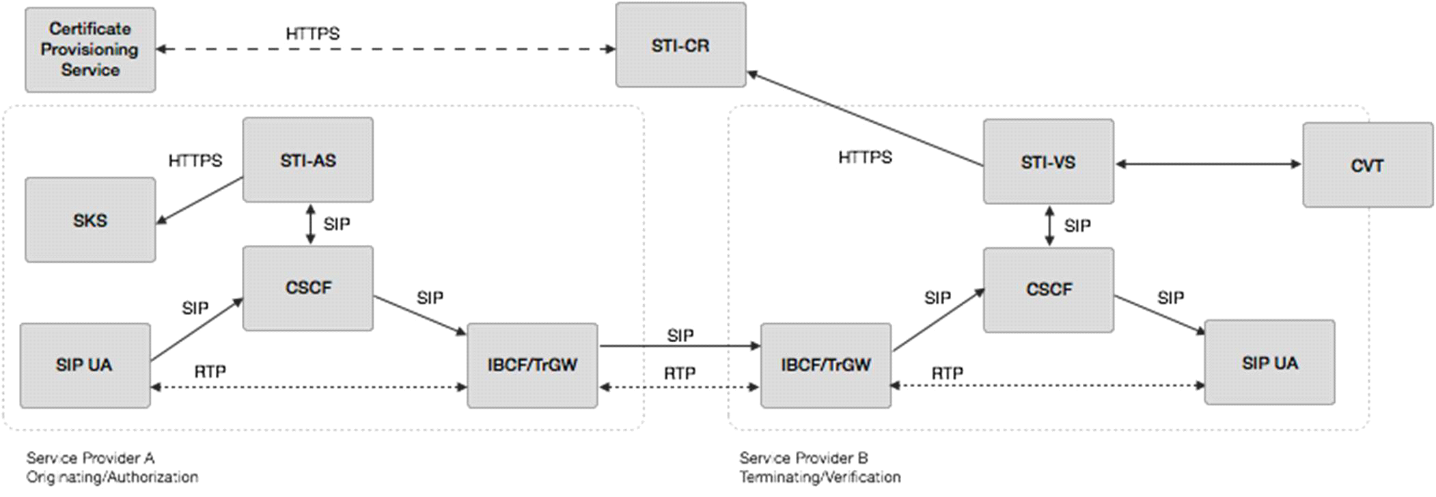 Certificate
Provisioning
Service
HTTPS
STI-CR
STI-AS
HTTPS
SKS
SIP
CSCF
SIP
SIP
SIP UA
RTP
IBCF/TrGW
SIP
RTP
HTTPS
STI-VS
CVT
SIP
CSCF
SIP
SIP
IBCF/TrGW
RTP
SIP UA
Service Provider A
Originating/Authorization
Service Provider B
Terminating/Verification